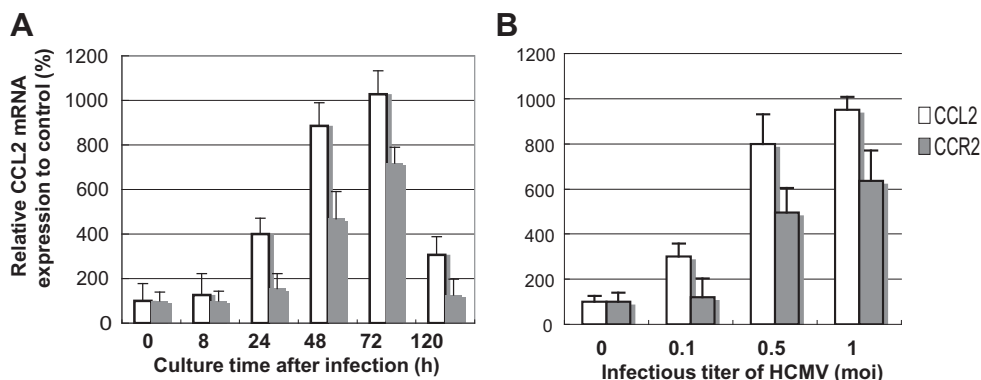 A
Relative CCL2 mRNA
expression to control (%)
1200
1000
800
600
400
200
0
0 8 24 48 72 120
Culture time after infection (h)
B
1200
1000
800
600
400
200
0
0 0.1 0.5 1
Infectious titer of HCMV (moi)
CCL2
CCR2